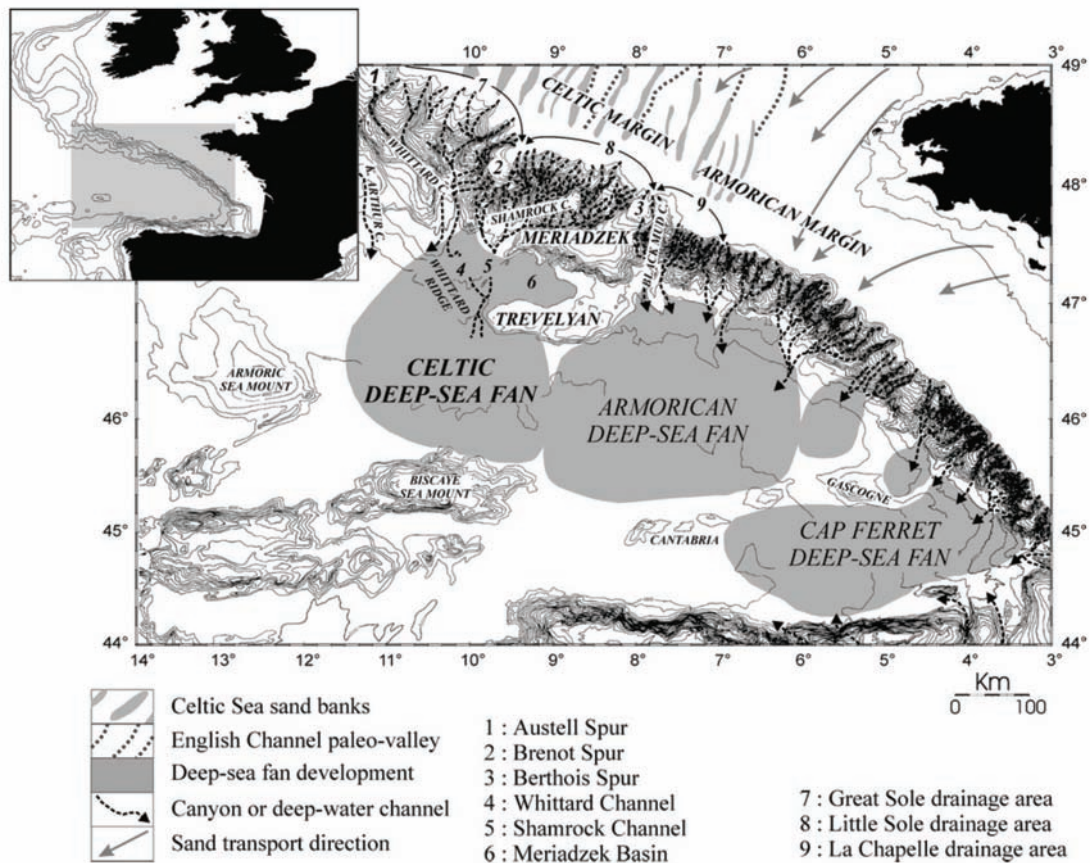 10° 9° 8° 7° 6° 5° 4° 3°
49°
48°
47°
46°
45°
44°
46°
45°
44°
14° 13° 12° 11° 10° 9° 8° 7° 6° 5° 4° 3°
1
7
CELTIC MARGIN
WHITTARD C.
2
8
ARMORICAN MARGIN
K. ARTHUR C.
SHAMROCK C.
3
9
MERIADZEK
BLACK MUD C.
4
5
6
WHITTARD
RIDGE
TREVELYAN
ARMORIC
SEA MOUNT
CELTIC
DEEP-SEA FAN
ARMORICAN
DEEP-SEA FAN
BISCAYE
SEA MOUNT
GASCOGNE
CANTABRIA
CAP FERRET
DEEP-SEA FAN
Km
0 100
Celtic Sea sand banks
English Channel paleo-valley
Deep-sea fan development
Canyon or deep-water channel
Sand transport direction
1 : Austell Spur
2 : Brenot Spur
3 : Berthois Spur
4 : Whittard Channel
5 : Shamrock Channel
6 : Meriadzek Basin
7 : Great Sole drainage area
8 : Little Sole drainage area
9 : La Chapelle drainage area